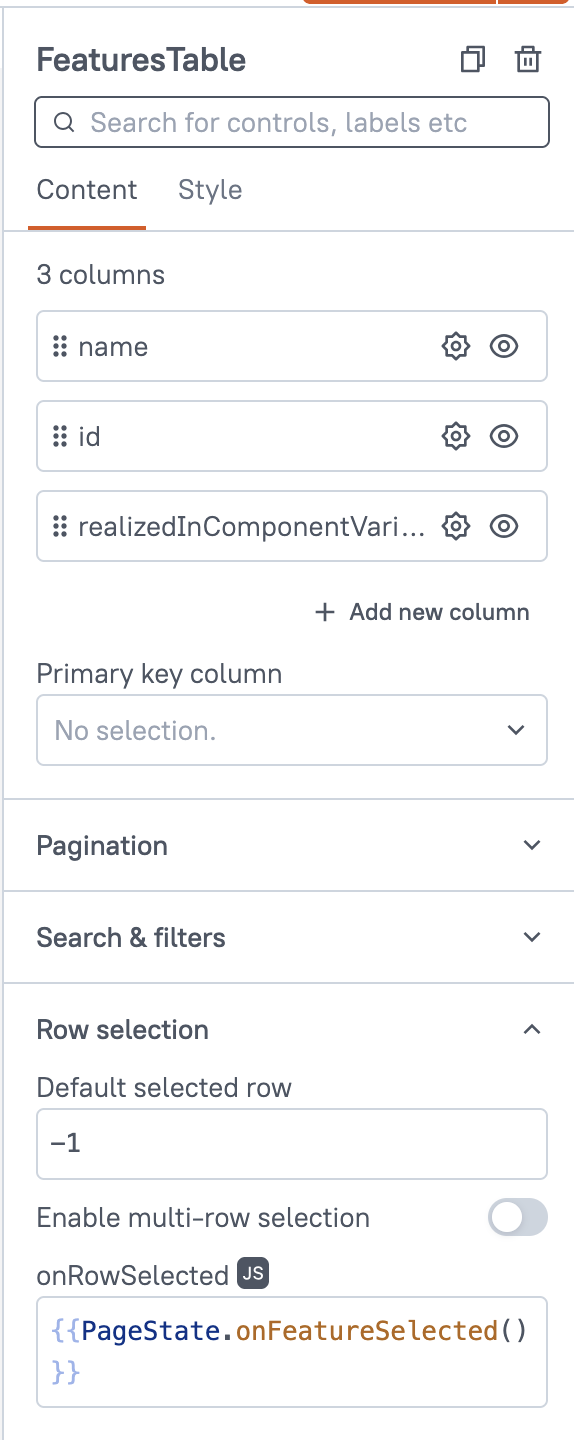 FeaturesTable
Search for controls, labels etc
Content Style
3 columns
name
id
realizedInComponentVari...
+ Add new column
Primary key column
No selection.
Pagination
Search & filters
Row selection
Default selected row
-1
Enable multi-row selection
onRowSelected JS
{{PageState.onFeatureSelected()
}}